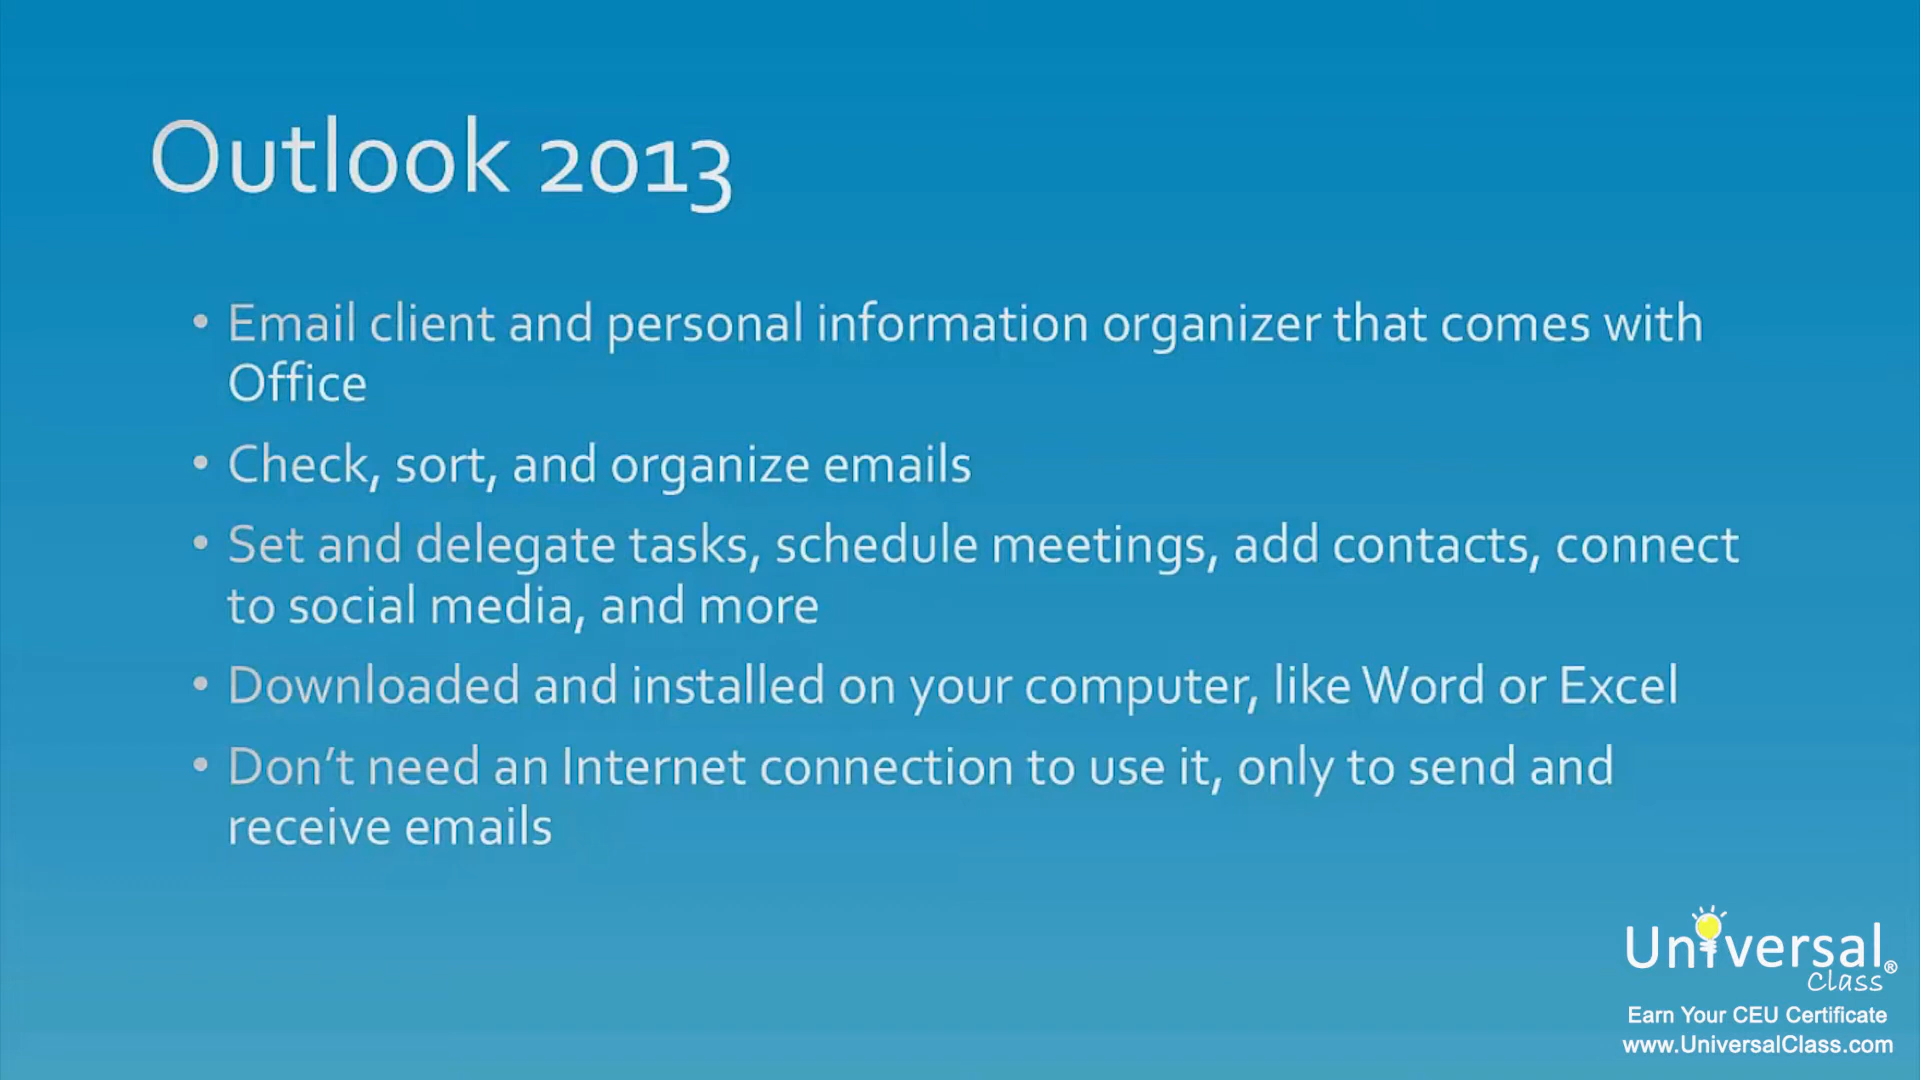 Outlook 2013
• Email client and personal information organizer that comes with
Office
• Check, sort, and organize emails
• Set and delegate tasks, schedule meetings, add contacts, connect
to social media, and more
• Downloaded and installed on your computer, like Word or Excel
• Don’t need an Internet connection to use it, only to send and
receive emails
Universal®
Class
Earn Your CEU Certificate
www.UniversalClass.com